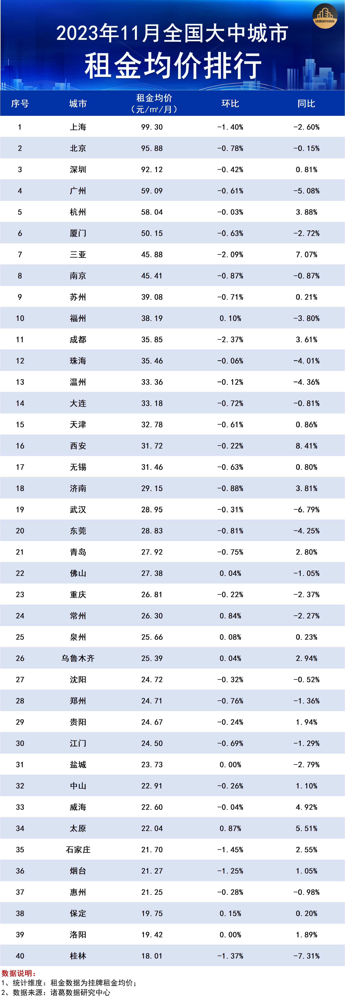 诸葛研究中心
2023年11月全国大中城市
租金均价排行
序号 城市 租金均价（元/㎡/月） 环比 同比
1 上海 99.30 -1.40% -2.60%
2 北京 95.88 -0.78% -0.15%
3 深圳 92.12 -0.42% 0.81%
4 广州 59.09 -0.61% -5.08%
5 杭州 58.04 -0.03% 3.88%
6 厦门 50.15 -0.63% -2.72%
7 三亚 45.88 -2.09% 7.07%
8 南京 45.41 -0.87% -0.87%
9 苏州 39.08 -0.71% 0.21%
10 福州 38.19 0.10% -3.80%
11 成都 35.85 -2.37% 3.61%
12 珠海 35.46 -0.06% -4.01%
13 温州 33.36 -0.12% -4.36%
14 大连 33.18 -0.72% -0.81%
15 天津 32.78 -0.61% 0.86%
16 西安 31.72 -0.22% 8.41%
17 无锡 31.46 -0.63% 0.80%
18 济南 29.15 -0.88% 3.81%
19 武汉 28.95 -0.31% -6.79%
20 东莞 28.83 -0.81% -4.25%
21 青岛 27.92 -0.75% 2.80%
22 佛山 27.38 0.04% -1.05%
23 重庆 26.81 -0.22% -2.37%
24 常州 26.30 0.84% -2.27%
25 泉州 25.66 0.08% 0.23%
26 乌鲁木齐 25.39 0.04% 2.94%
27 沈阳 24.72 -0.32% -0.52%
28 郑州 24.71 -0.76% -1.36%
29 贵阳 24.67 -0.24% 1.94%
30 江门 24.50 -0.69% -1.29%
31 盐城 23.73 0.00% -2.79%
32 中山 22.91 -0.26% 1.10%
33 威海 22.60 -0.04% 4.92%
34 太原 22.04 0.87% 5.51%
35 石家庄 21.70 -1.45% 2.55%
36 烟台 21.27 -1.25% 1.05%
37 惠州 21.25 -0.28% -0.98%
38 保定 19.75 0.15% 0.20%
39 洛阳 19.42 0.00% 1.89%
40 桂林 18.01 -1.37% -7.31%
数据说明：
1、统计维度：租金数据为挂牌租金均价；
2、数据来源：诸葛数据研究中心